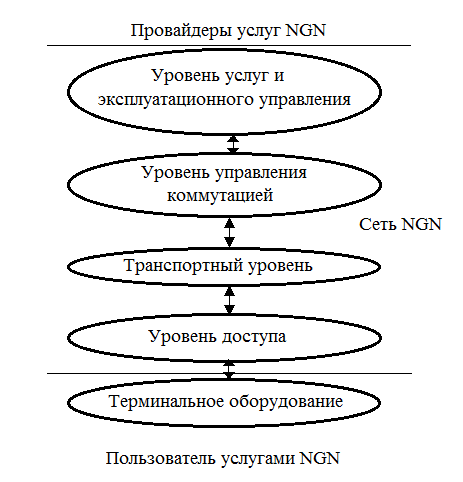 Провайдеры услуг NGN
Уровень услуг и
эксплуатационного управления
Уровень управления
коммутацией
Сеть NGN
Транспортный уровень
Уровень доступа
Терминальное оборудование
Пользователь услугами NGN